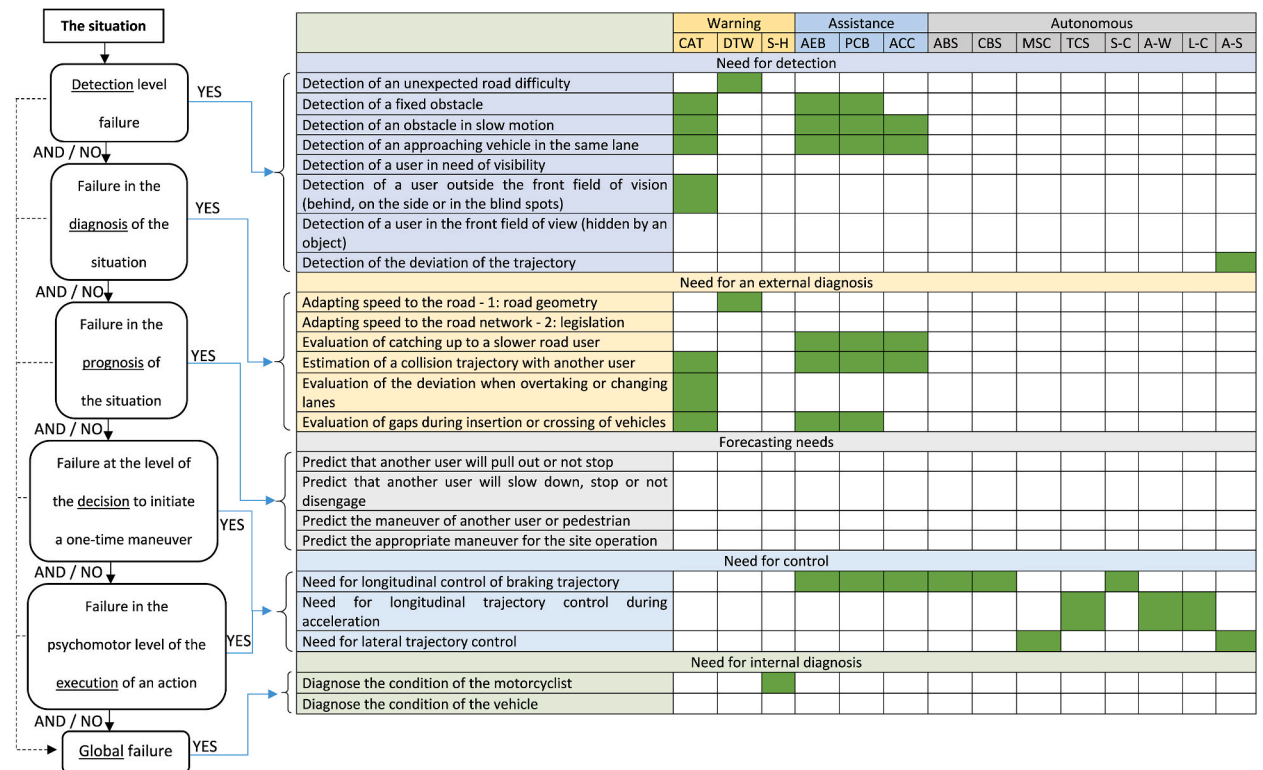 The situation
Detection level
failure
YES
AND / NO
Failure in the
diagnosis of the
situation
YES
AND / NO
Failure in the
prognosis of
the situation
YES
AND / NO
Failure at the level of
the decision to initiate
a one-time maneuver
YES
AND / NO
Failure in the
psychomotor level of the
execution of an action
YES
AND / NO
Global failure
YES
Warning Assistance Autonomous
CAT DTW S-H AEB PCB ACC ABS CBS MSC TCS S-C A-W L-C A-S
Need for detection
Detection of an unexpected road difficulty
Detection of a fixed obstacle
Detection of an obstacle in slow motion
Detection of an approaching vehicle in the same lane
Detection of a user in need of visibility
Detection of a user outside the front field of vision
(behind, on the side or in the blind spots)
Detection of a user in the front field of view (hidden by an
object)
Detection of the deviation of the trajectory
Need for an external diagnosis
Adapting speed to the road - 1: road geometry
Adapting speed to the road network - 2: legislation
Evaluation of catching up to a slower road user
Estimation of a collision trajectory with another user
Evaluation of the deviation when overtaking or changing
lanes
Evaluation of gaps during insertion or crossing of vehicles
Forecasting needs
Predict that another user will pull out or not stop
Predict that another user will slow down, stop or not
disengage
Predict the maneuver of another user or pedestrian
Predict the appropriate maneuver for the site operation
Need for control
Need for longitudinal control of braking trajectory
Need for longitudinal trajectory control during
acceleration
Need for lateral trajectory control
Need for internal diagnosis
Diagnose the condition of the motorcyclist
Diagnose the condition of the vehicle